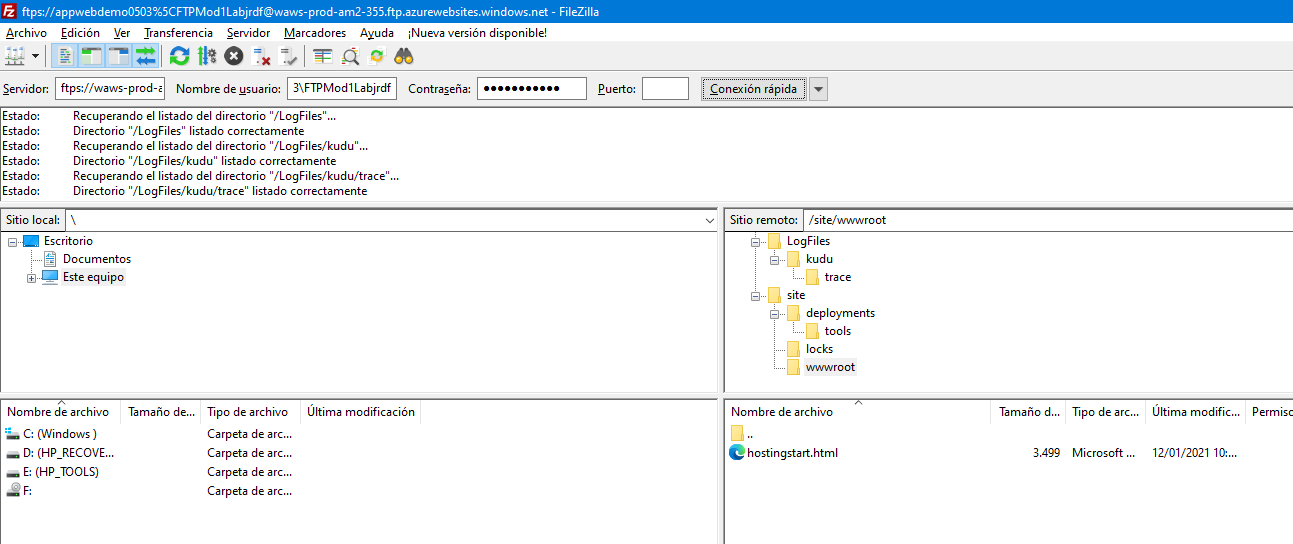 ftps://appwebdemo0503%5CFTPMod1Labjrdf@waws-prod-am2-355.ftp.azurewebsites.windows.net - FileZilla
Archivo Edición Ver Transferencia Servidor Marcadores Ayuda ¡Nueva versión disponible!
Servidor: ftps://waws-prod-a Nombre de usuario: 3\FTPMod1Labjrdf Contraseña: ●●●●●●●●●●● Puerto: Conexión rápida
Estado: Recuperando el listado del directorio "/LogFiles"...
Estado: Directorio "/LogFiles" listado correctamente
Estado: Recuperando el listado del directorio "/LogFiles/kudu"...
Estado: Directorio "/LogFiles/kudu" listado correctamente
Estado: Recuperando el listado del directorio "/LogFiles/kudu/trace"...
Estado: Directorio "/LogFiles/kudu/trace" listado correctamente
Sitio local: \
Escritorio
Documentos
Este equipo
Nombre de archivo Tamaño de... Tipo de archivo Última modificación
C: (Windows ) Carpeta de arc...
D: (HP_RECOVE... Carpeta de arc...
E: (HP_TOOLS) Carpeta de arc...
F: Carpeta de arc...
Sitio remoto: /site/wwwroot
LogFiles
kudu
trace
site
deployments
tools
locks
wwwroot
Nombre de archivo Tamaño d... Tipo de arc... Última modific... Permiso
..
hostingstart.html 3.499 Microsoft ... 12/01/2021 10:...